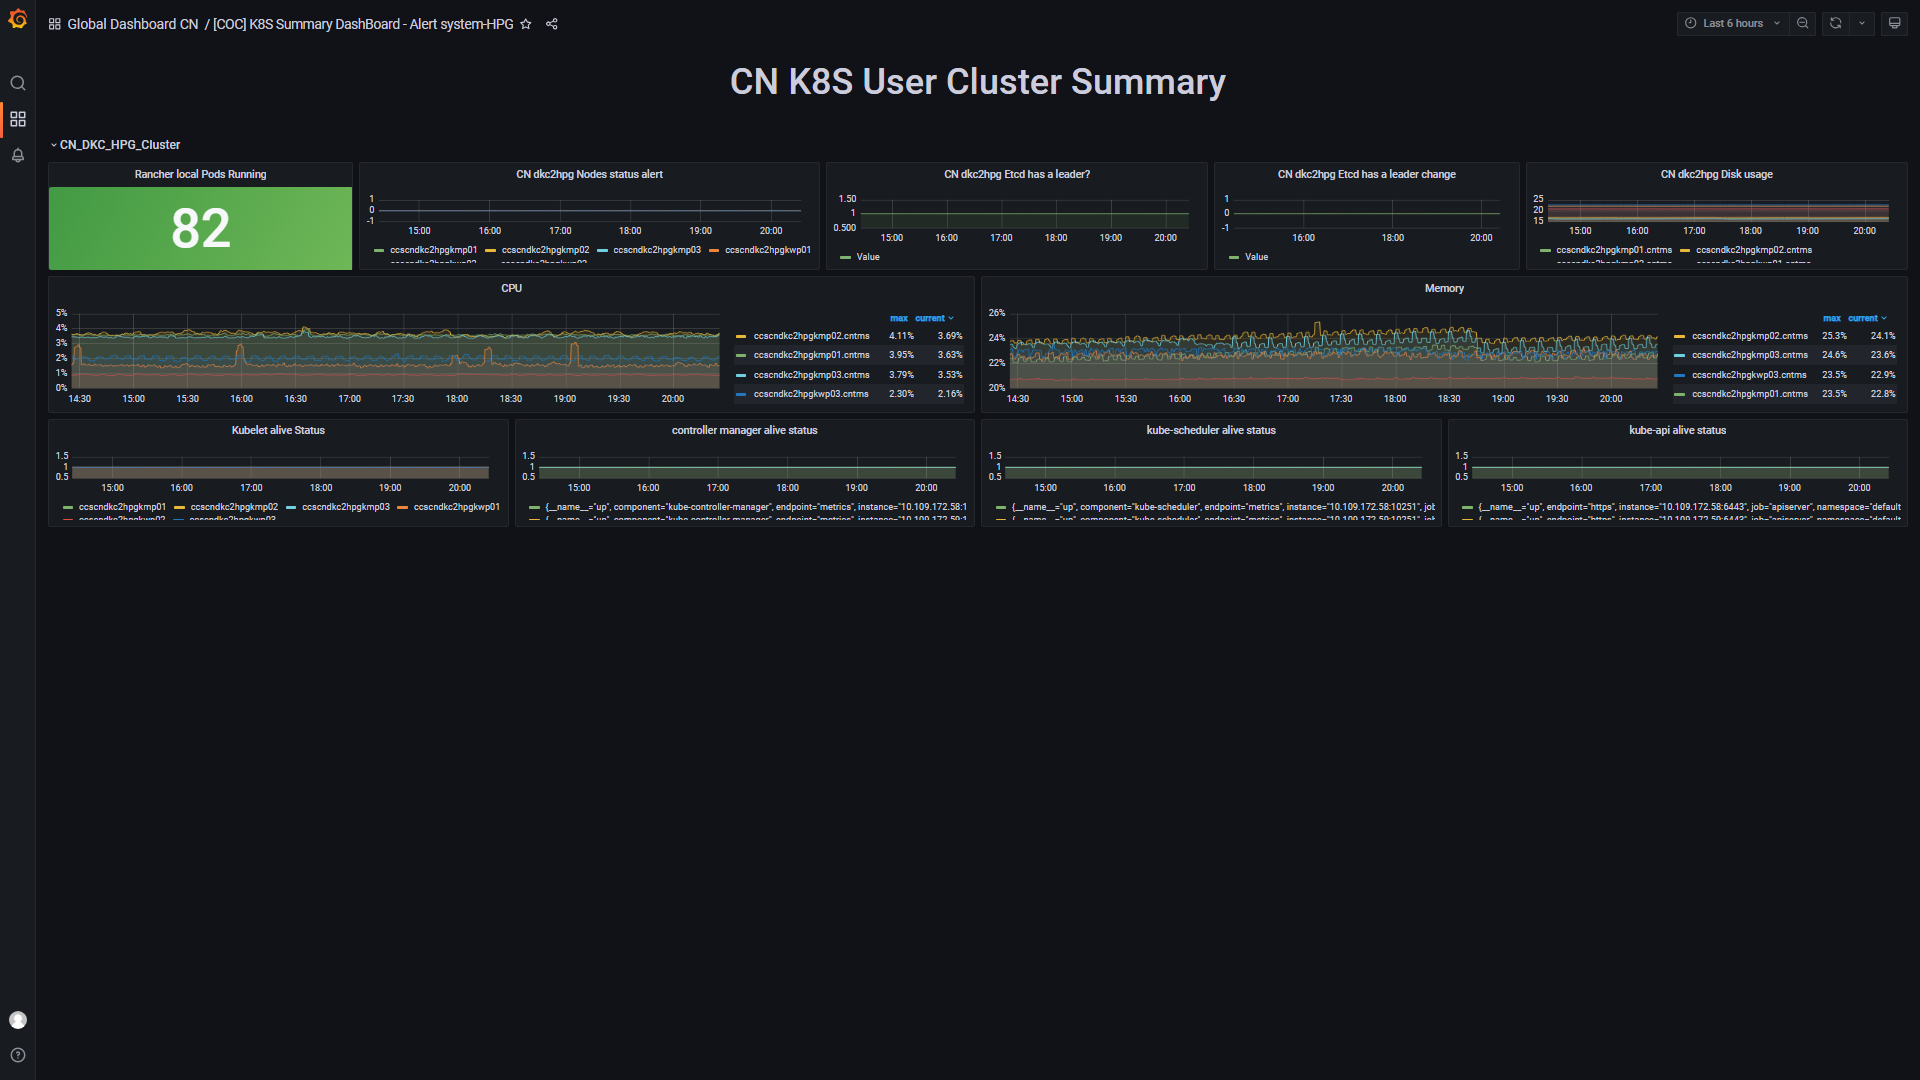 Global Dashboard CN / [COC] K8S Summary DashBoard - Alert system-HPG
Last 6 hours
CN K8S User Cluster Summary
CN_DKC_HPG_Cluster
Rancher local Pods Running
82
CN dkc2hpg Nodes status alert
1
0
-1
15:00 16:00 17:00 18:00 19:00 20:00
ccscndkc2hpgkmp01 ccscndkc2hpgkmp02 ccscndkc2hpgkmp03 ccscndkc2hpgkwp01
CN dkc2hpg Etcd has a leader?
1.50
1
0.500
15:00 16:00 17:00 18:00 19:00 20:00
Value
CN dkc2hpg Etcd has a leader change
1
0
-1
16:00 18:00 20:00
Value
CN dkc2hpg Disk usage
25
20
15
15:00 16:00 17:00 18:00 19:00 20:00
ccscndkc2hpgkmp01.cntms ccscndkc2hpgkmp02.cntms
CPU
5%
4%
3%
2%
1%
0%
14:30 15:00 15:30 16:00 16:30 17:00 17:30 18:00 18:30 19:00 19:30 20:00
max current
ccscndkc2hpgkmp02.cntms 4.11% 3.69%
ccscndkc2hpgkmp01.cntms 3.95% 3.63%
ccscndkc2hpgkmp03.cntms 3.79% 3.53%
ccscndkc2hpgkwp03.cntms 2.30% 2.16%
Memory
26%
24%
22%
20%
14:30 15:00 15:30 16:00 16:30 17:00 17:30 18:00 18:30 19:00 19:30 20:00
max current
ccscndkc2hpgkmp02.cntms 25.3% 24.1%
ccscndkc2hpgkmp03.cntms 24.6% 23.6%
ccscndkc2hpgkwp03.cntms 23.5% 22.9%
ccscndkc2hpgkmp01.cntms 23.5% 22.8%
Kubelet alive Status
1.5
1
0.5
15:00 16:00 17:00 18:00 19:00 20:00
ccscndkc2hpgkmp01 ccscndkc2hpgkmp02 ccscndkc2hpgkmp03 ccscndkc2hpgkwp01
controller manager alive status
1.5
1
0.5
15:00 16:00 17:00 18:00 19:00 20:00
{__name__="up", component="kube-controller-manager", endpoint="metrics", instance="10.109.172.58:1
kube-scheduler alive status
1.5
1
0.5
15:00 16:00 17:00 18:00 19:00 20:00
{__name__="up", component="kube-scheduler", endpoint="metrics", instance="10.109.172.58:10251", job
kube-api alive status
1.5
1
0.5
15:00 16:00 17:00 18:00 19:00 20:00
{__name__="up", endpoint="https", instance="10.109.172.58:6443", job="apiserver", namespace="default